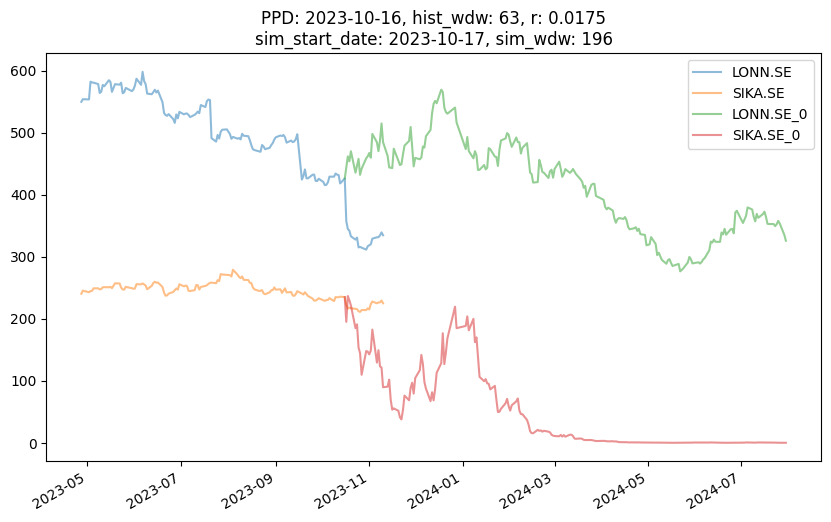 PPD: 2023-10-16, hist_wdw: 63, r: 0.0175
sim_start_date: 2023-10-17, sim_wdw: 196
LONN.SE
SIKA.SE
LONN.SE_0
SIKA.SE_0
600
500
400
300
200
100
0
2023-05
2023-07
2023-09
2023-11
2024-01
2024-03
2024-05
2024-07